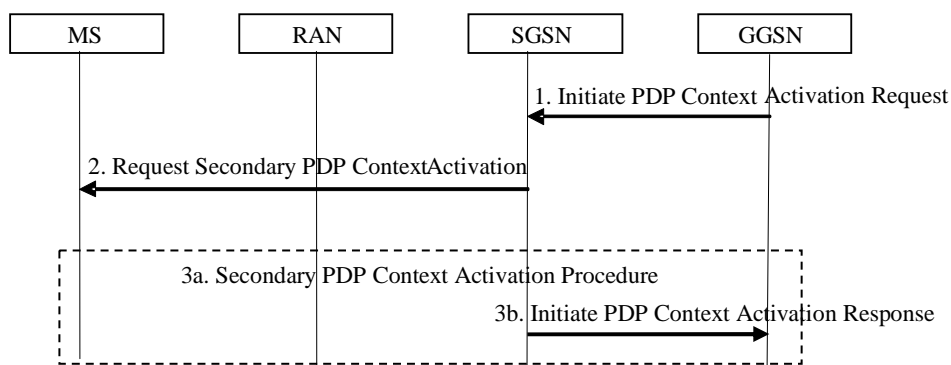 MS RAN SGSN GGSN
1. Initiate PDP Context Activation Request
2. Request Secondary PDP ContextActivation
3a. Secondary PDP Context Activation Procedure
3b. Initiate PDP Context Activation Response